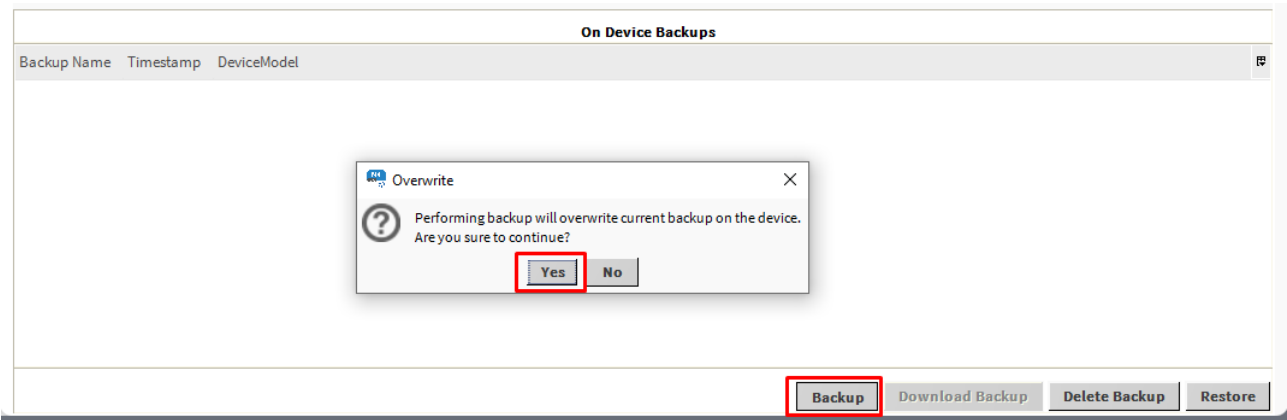 On Device Backups
Backup Name Timestamp DeviceModel
Overwrite
Performing backup will overwrite current backup on the device.
Are you sure to continue?
Yes No
Backup Download Backup Delete Backup Restore